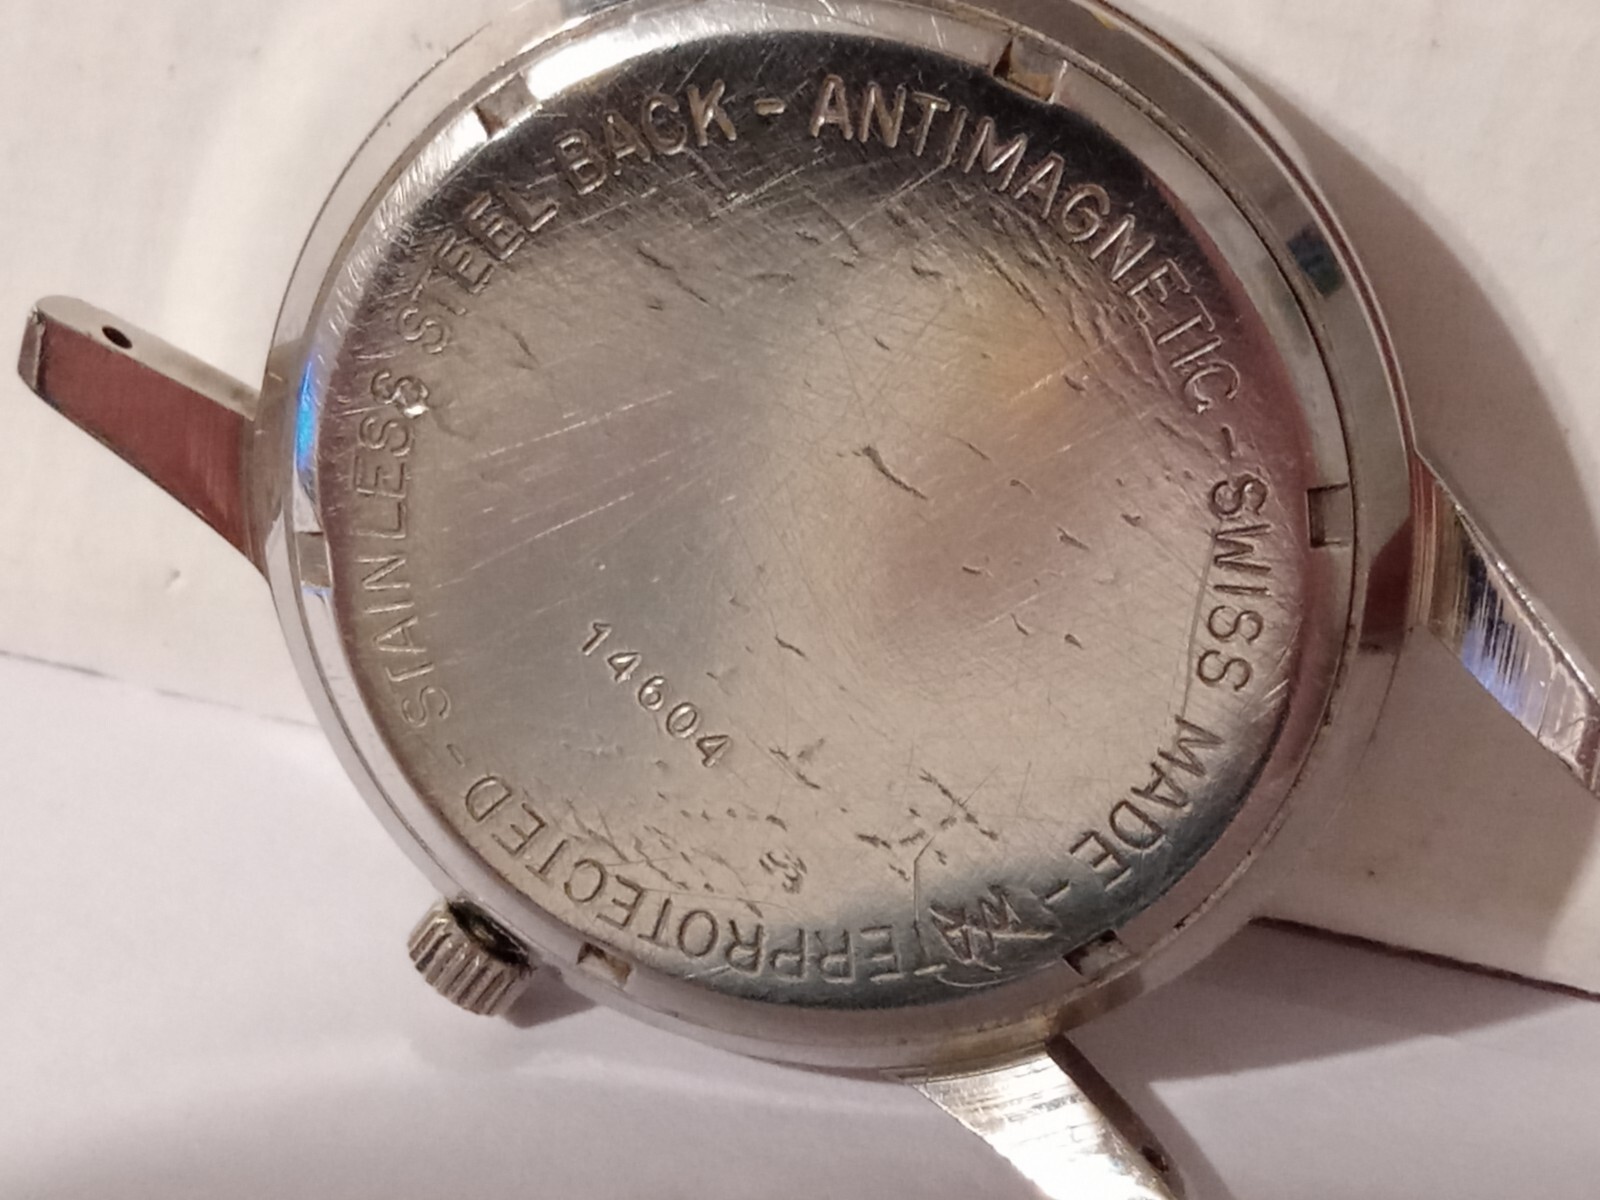 STAINLESS STEEL BACK - ANTIMAGNETIC - SWISS MADE - WATERPROTECTED -
14604